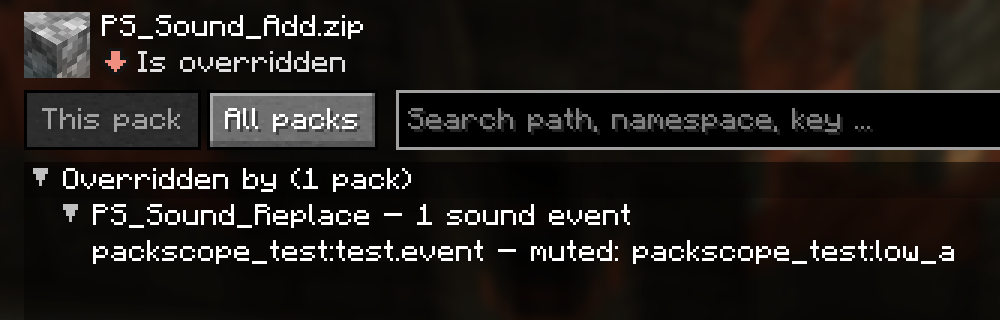 PS_Sound_Add.zip
Is overridden
This pack All packs Search path, namespace, key ...
Overridden by (1 pack)
PS_Sound_Replace – 1 sound event
packscope_test:test.event – muted: packscope_test:low_a